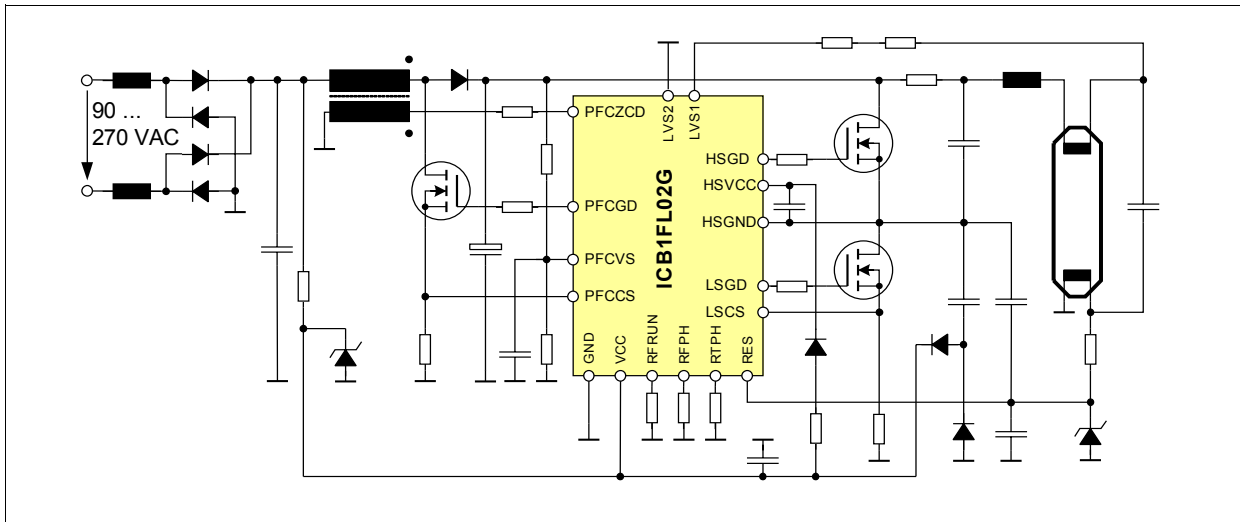 90 ...
270 VAC
PFCZCD
LVS2
LVS1
HSGD
HSVCC
PFCGD
HSGND
ICB1FL02G
PFCVS
LSGD
PFCCS
LSCS
GND
VCC
RFRUN
RFPH
RTPH
RES